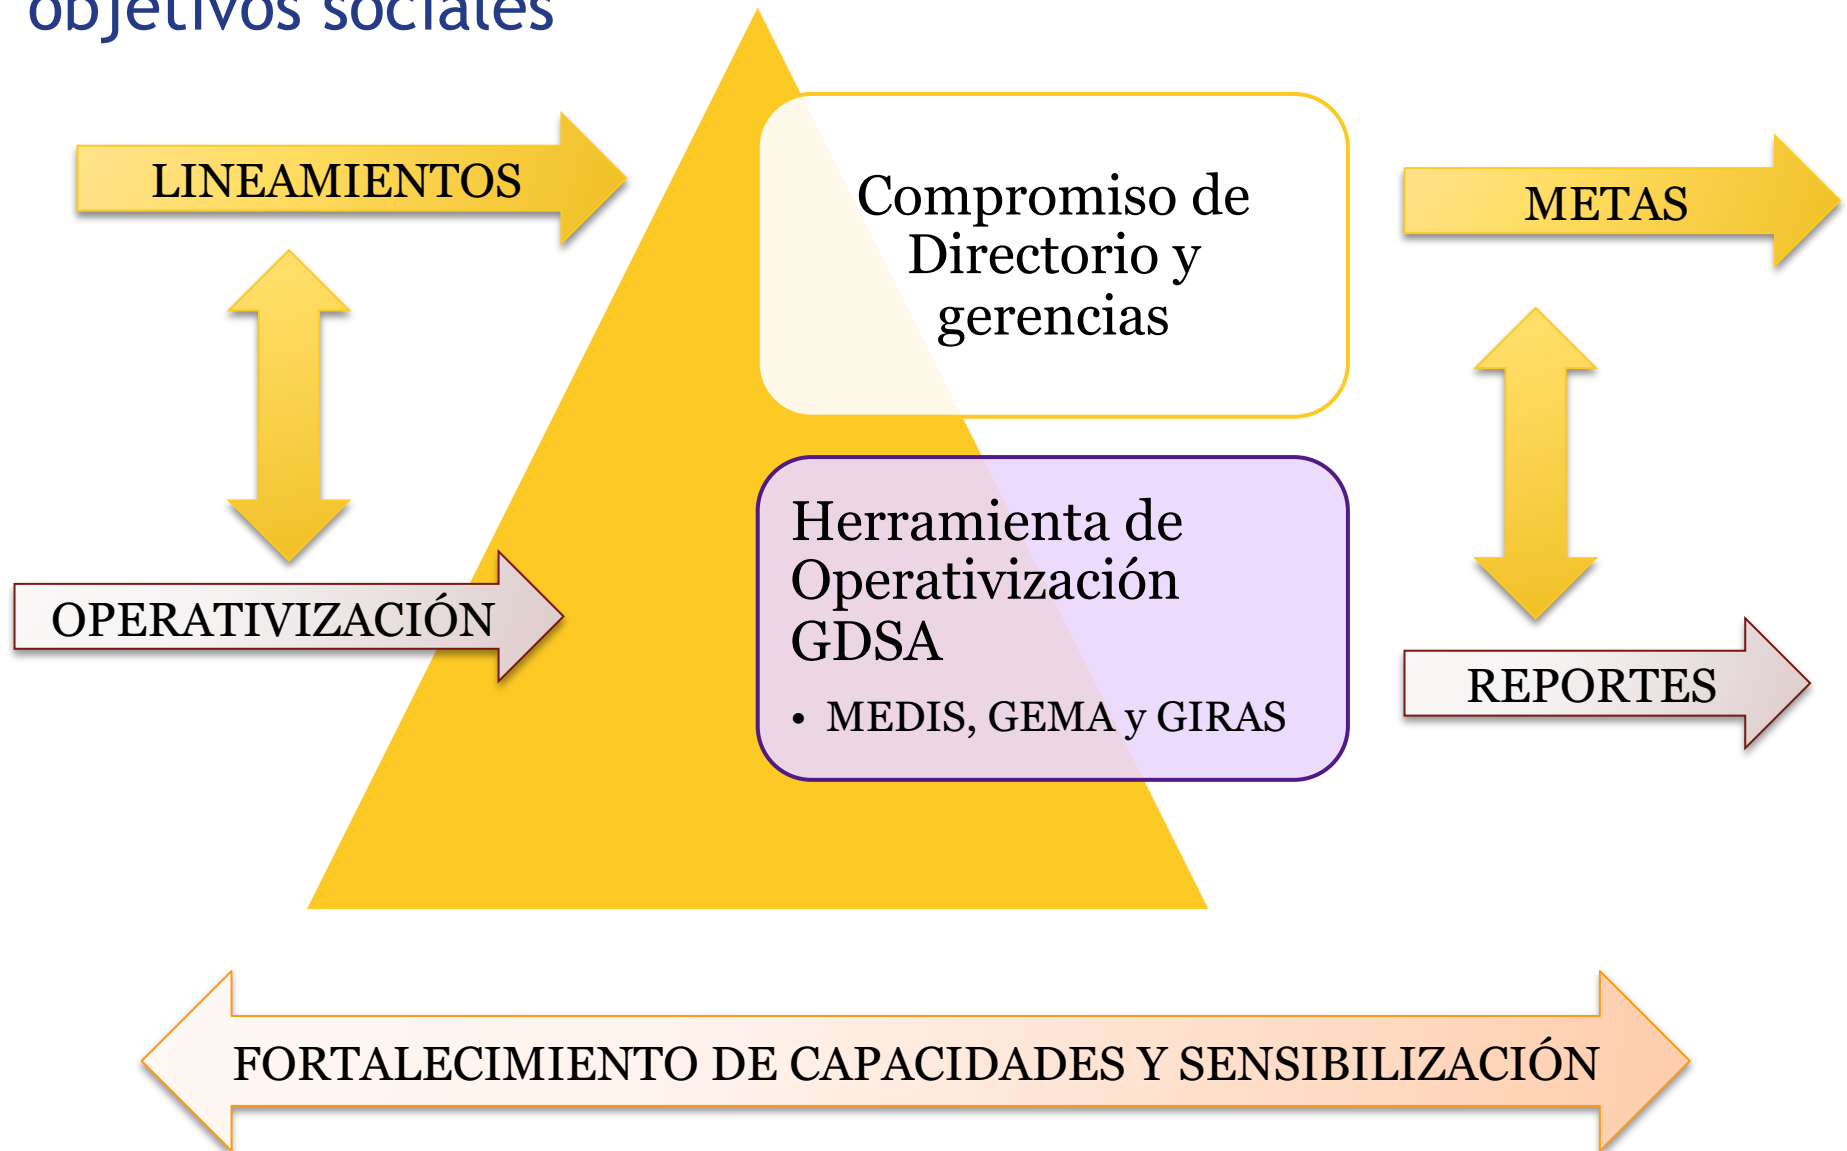 objetivos sociales
LINEAMIENTOS
Compromiso de
Directorio y
gerencias
METAS
OPERATIVIZACIÓN
Herramienta de
Operativización
GDSA
• MEDIS, GEMA y GIRAS
REPORTES
FORTALECIMIENTO DE CAPACIDADES Y SENSIBILIZACIÓN